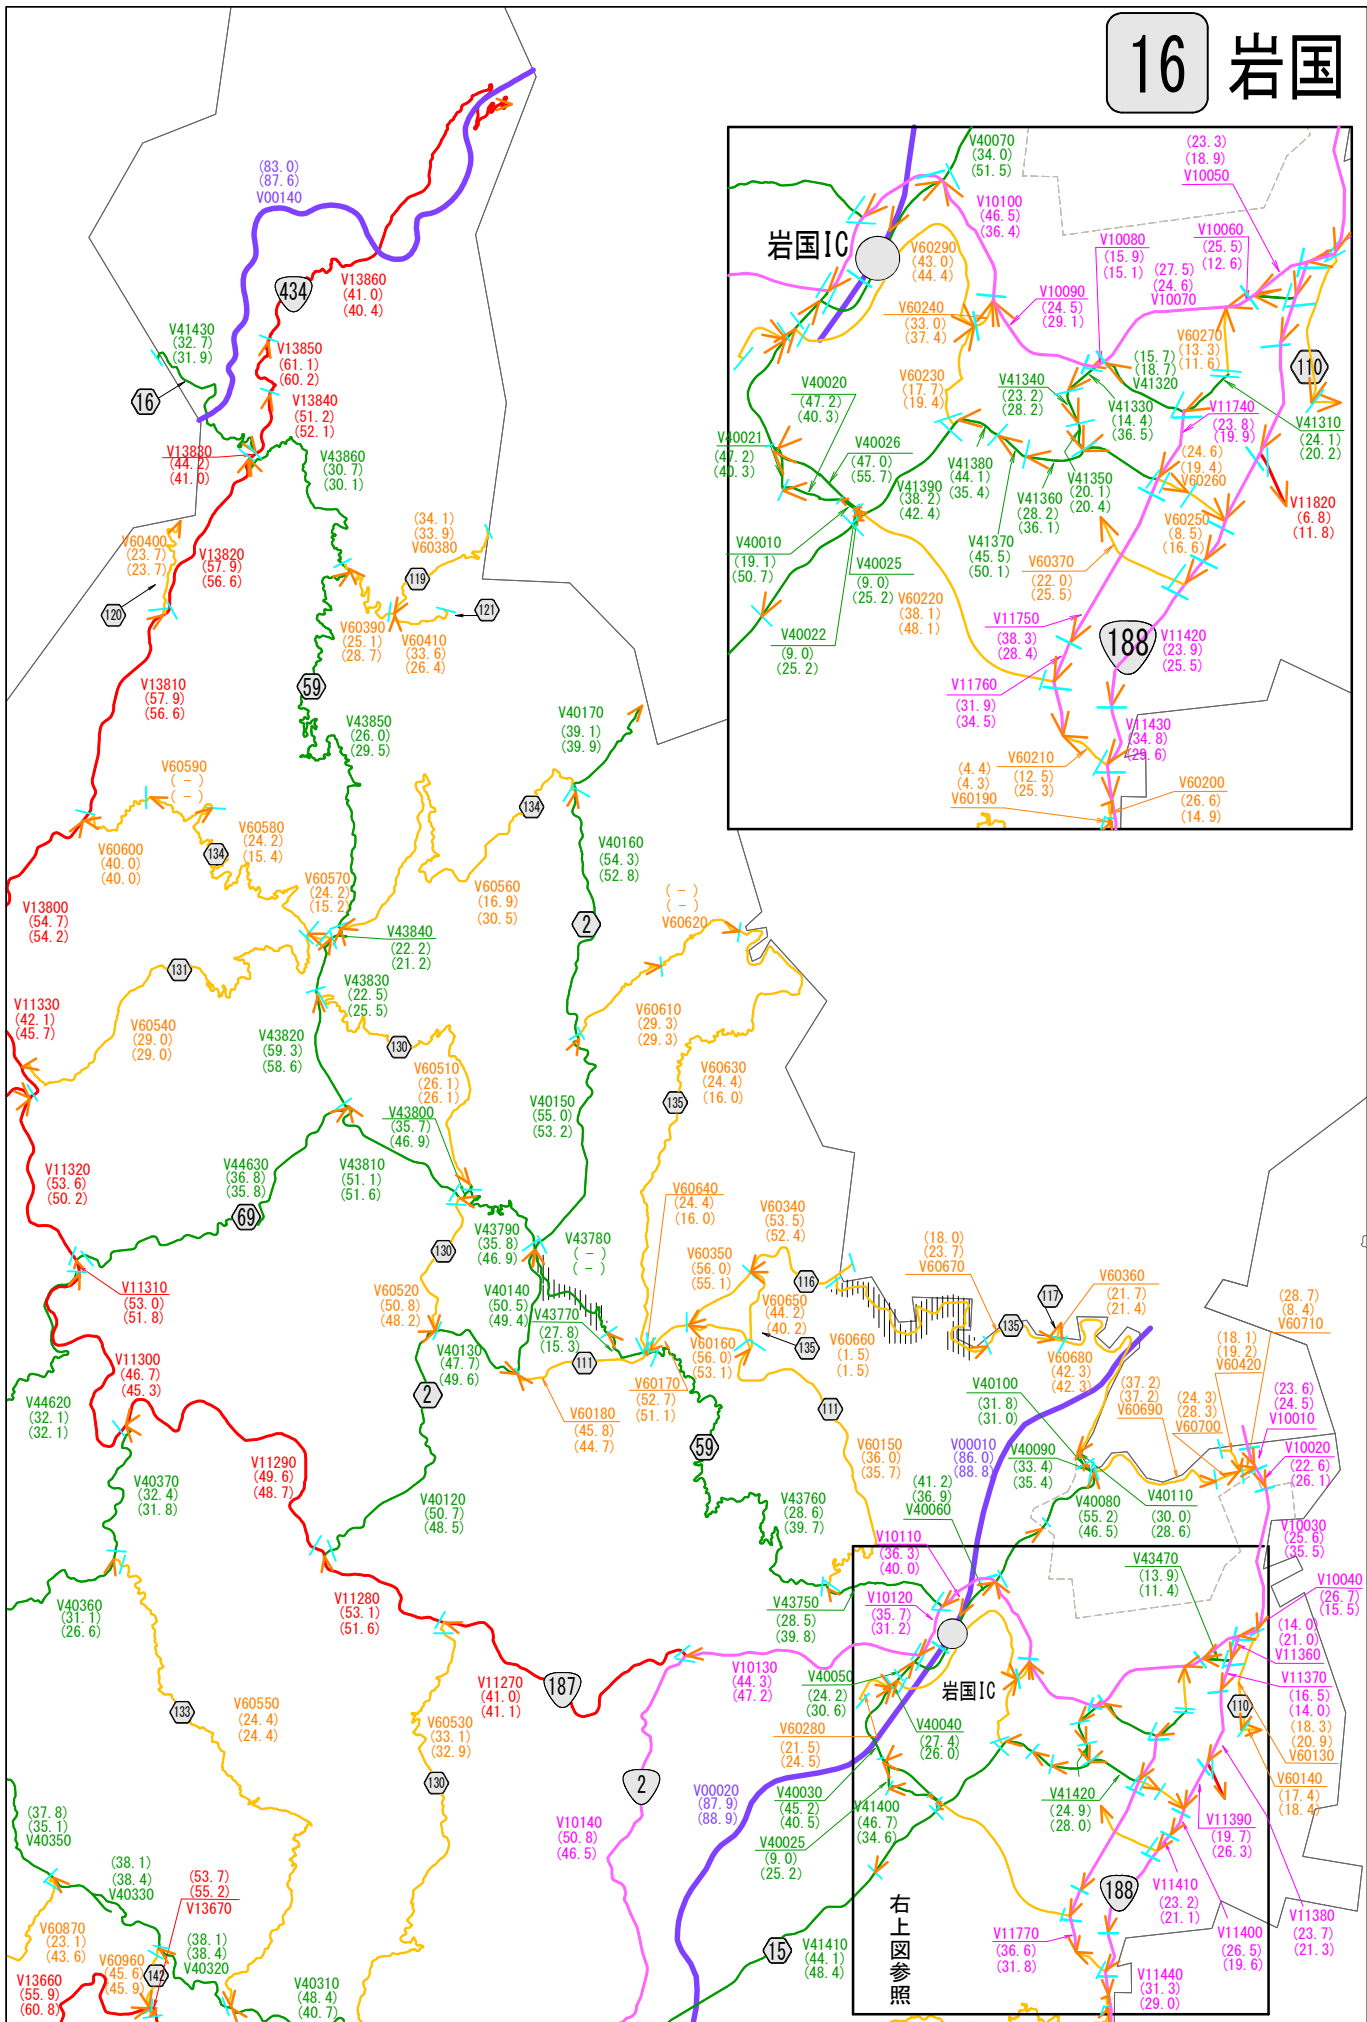 16 岩国
(83.0)
(87.6)
V00140
434
V13860
(41.0)
(40.4)
V41430
(32.7)
(31.9)
16
V13850
(61.1)
(60.2)
V13840
(51.2)
(52.1)
V13830
(44.2)
(41.0)
V43860
(30.7)
(30.1)
V60400
(23.7)
(23.7)
120
V13820
(57.9)
(56.6)
(34.1)
(33.9)
V60380
119
121
V60390
(25.1)
(28.7)
V60410
(33.6)
(26.4)
59
V13810
(57.9)
(56.6)
V43850
(26.0)
(29.5)
V40170
(39.1)
(39.9)
V60590
(-)
(-)
134
V60580
(24.2)
(15.4)
V60600
(40.0)
(40.0)
134
V40160
(54.3)
(52.8)
V60570
(24.2)
(15.2)
V60560
(16.9)
(30.5)
(-)
(-)
V60620
V13800
(54.7)
(54.2)
V43840
(22.2)
(21.2)
2
131
V43830
(22.5)
(25.5)
V11330
(42.1)
(45.7)
V60540
(29.0)
(29.0)
V43820
(59.3)
(58.6)
130
V60510
(26.1)
(26.1)
V60610
(29.3)
(29.3)
V60630
(24.4)
(16.0)
135
V40150
(55.0)
(53.2)
V43800
(35.7)
(46.9)
V11320
(53.6)
(50.2)
V44630
(36.8)
(35.8)
69
V43810
(51.1)
(51.6)
V60640
(24.4)
(16.0)
V60340
(53.5)
(52.4)
V43790
(35.8)
(46.9)
V43780
(-)
(-)
130
V60350
(56.0)
(55.1)
116
(18.0)
(23.7)
V60670
117
V60360
(21.7)
(21.4)
V11310
(53.0)
(51.8)
V60520
(50.8)
(48.2)
V40140
(50.5)
(49.4)
V43770
(27.8)
(15.3)
V60650
(44.2)
(40.2)
135
135
(28.7)
(8.4)
V60710
V11300
(46.7)
(45.3)
V40130
(47.7)
(49.6)
111
V60160
(56.0)
(53.1)
V60660
(1.5)
(1.5)
V60680
(42.3)
(42.3)
(18.1)
(19.2)
V60420
V44620
(32.1)
(32.1)
2
V60170
(52.7)
(51.1)
V60180
(45.8)
(44.7)
111
V40100
(31.8)
(31.0)
(37.2)
(37.2)
V60690
(24.3)
(28.3)
V60700
(23.6)
(24.5)
V10010
59
V60150
(36.0)
(35.7)
V00010
(86.0)
(88.8)
V40090
(33.4)
(35.4)
V10020
(22.6)
(26.1)
V11290
(49.6)
(48.7)
V40370
(32.4)
(31.8)
V40120
(50.7)
(48.5)
V43760
(28.6)
(39.7)
(41.2)
(36.9)
V40060
V40080
(55.2)
(46.5)
V40110
(30.0)
(28.6)
V10030
(25.6)
(35.5)
V10110
(36.3)
(40.0)
V43470
(13.9)
(11.4)
V10040
(26.7)
(15.5)
V40360
(31.1)
(26.6)
V11280
(53.1)
(51.6)
V43750
(28.5)
(39.8)
V10120
(35.7)
(31.2)
(14.0)
(21.0)
V11360
V11270
(41.0)
(41.1)
187
V10130
(44.3)
(47.2)
V40050
(24.2)
(30.6)
岩国IC
V11370
(16.5)
(14.0)
110
133
V60550
(24.4)
(24.4)
V60530
(33.1)
(32.9)
V60280
(21.5)
(24.5)
V40040
(27.4)
(26.0)
(18.3)
(20.9)
V60130
130
2
V00020
(87.9)
(88.9)
V40030
(45.2)
(40.5)
V41420
(24.9)
(28.0)
V60140
(17.4)
(18.4)
(37.8)
(35.1)
V40350
V10140
(50.8)
(46.5)
V41400
(46.7)
(34.6)
V40025
(9.0)
(25.2)
V11390
(19.7)
(26.3)
(38.1)
(38.4)
V40330
(53.7)
(55.2)
V13670
188
V11410
(23.2)
(21.1)
V60870
(23.1)
(43.6)
(38.1)
(38.4)
V40320
V60960
(45.6)
(45.9)
142
右上図参照
V11770
(36.6)
(31.8)
V11400
(26.5)
(19.6)
V11380
(23.7)
(21.3)
15
V41410
(44.1)
(48.4)
V13660
(55.9)
(60.8)
V40310
(48.4)
(40.7)
V11440
(31.3)
(29.0)
V40070
(34.0)
(51.5)
(23.3)
(18.9)
V10050
岩国IC
V10100
(46.5)
(36.4)
V60290
(43.0)
(44.4)
V10080
(15.9)
(15.1)
V10060
(25.5)
(12.6)
(27.5)
(24.6)
V10070
V60240
(33.0)
(37.4)
V10090
(24.5)
(29.1)
V60270
(13.3)
(11.6)
110
V40020
(47.2)
(40.3)
V60230
(17.7)
(19.4)
V41340
(23.2)
(28.2)
(15.7)
(18.7)
V41320
V41330
(14.4)
(36.5)
V11740
(23.8)
(19.9)
V41310
(24.1)
(20.2)
V40021
(47.2)
(40.3)
V40026
(47.0)
(55.7)
V41380
(44.1)
(35.4)
V41350
(20.1)
(20.4)
(24.6)
(19.4)
V60260
V41390
(38.2)
(42.4)
V41360
(28.2)
(36.1)
V11820
(6.8)
(11.8)
V40010
(19.1)
(50.7)
V41370
(45.5)
(50.1)
V60250
(8.5)
(16.6)
V40025
(9.0)
(25.2)
V60370
(22.0)
(25.5)
V60220
(38.1)
(48.1)
V40022
(9.0)
(25.2)
V11750
(38.3)
(28.4)
188
V11420
(23.9)
(25.5)
V11760
(31.9)
(34.5)
V11430
(34.8)
(29.6)
V60210
(12.5)
(25.3)
(4.4)
(4.3)
V60190
V60200
(26.6)
(14.9)